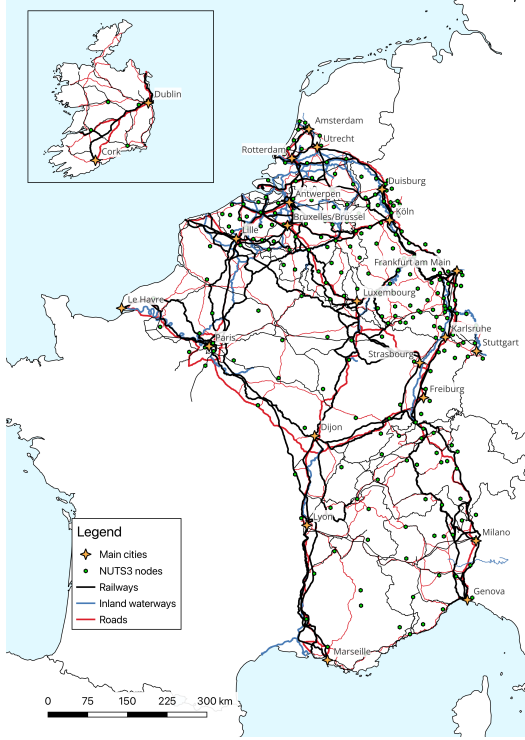 Dublin
Cork
Amsterdam
Utrecht
Rotterdam
Duisburg
Antwerpen
Köln
Bruxelles/Brussel
Lille
Frankfurt am Main
Luxembourg
Le Havre
Karlsruhe
Paris
Stuttgart
Strasbourg
Freiburg
Dijon
Lyon
Milano
Genova
Marseille
Legend
Main cities
NUTS3 nodes
Railways
Inland waterways
Roads
0 75 150 225 300 km